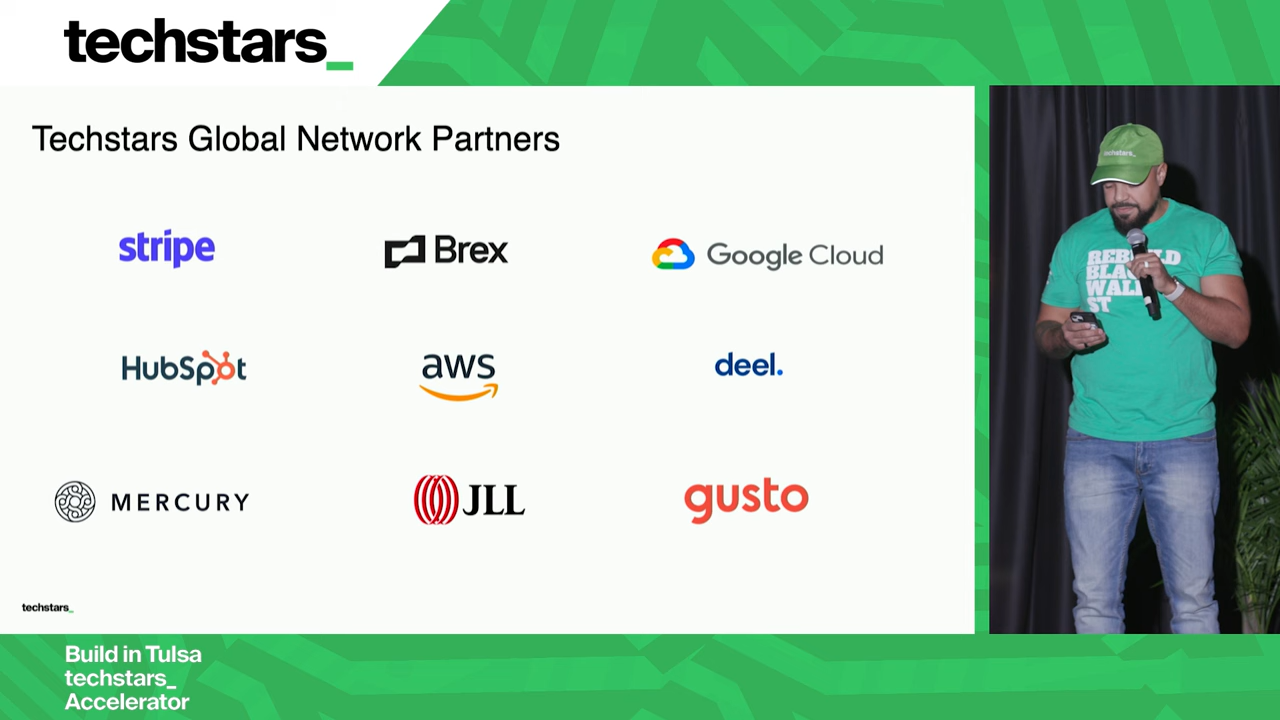 techstars_
Techstars Global Network Partners
stripe
Brex
Google Cloud
HubSpot
aws
deel.
MERCURY
JLL
gusto
techstars_
Build in Tulsa
techstars_
Accelerator
techstars_
REBUILD
BLACK
WALL
ST